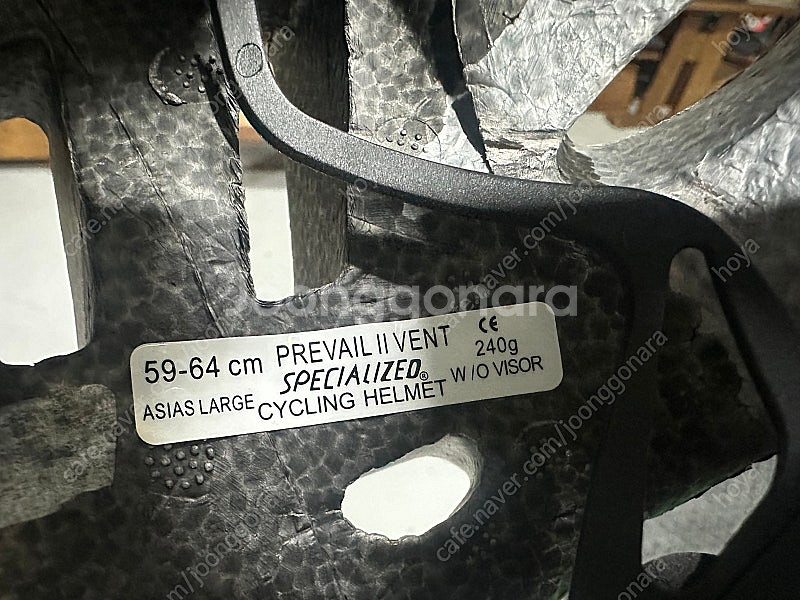 Joonggonara
59-64 cm PREVAIL II VENT CE
240g
SPECIALIZED®
ASIAS LARGE CYCLING HELMET W/O VISOR
cafe.naver.com/joonggonara
hoya